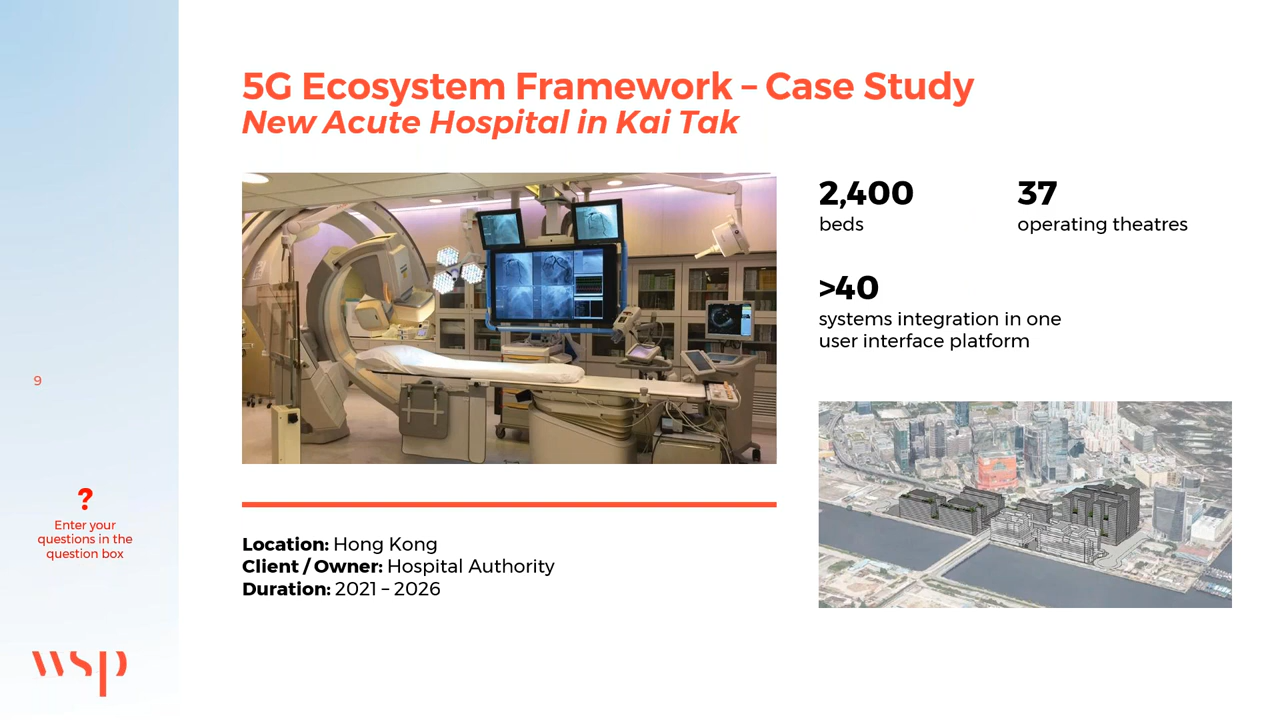 5G Ecosystem Framework – Case Study
New Acute Hospital in Kai Tak
2,400
beds
37
operating theatres
>40
systems integration in one
user interface platform
Location: Hong Kong
Client / Owner: Hospital Authority
Duration: 2021 – 2026
9
?
Enter your
questions in the
question box
wsp